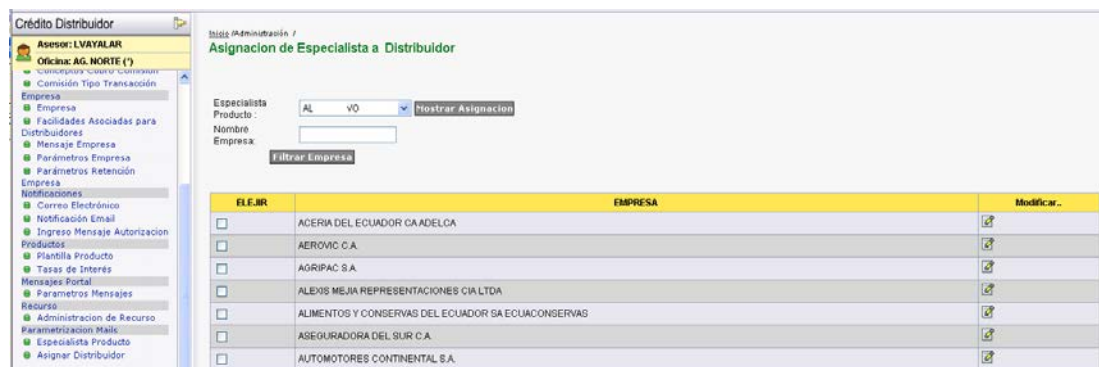 Crédito Distribuidor
Asesor: LVAYALAR
Oficina: AG. NORTE (*)
Conceptos Cobro Comision
Comisión Tipo Transacción
Empresa
Empresa
Facilidades Asociadas para
Distribuidores
Mensaje Empresa
Parámetros Empresa
Parámetros Retención
Empresa
Notificaciones
Correo Electrónico
Notificación Email
Ingreso Mensaje Autorizacion
Productos
Plantilla Producto
Tasas de Interés
Mensajes Portal
Parametros Mensajes
Recurso
Administracion de Recurso
Parametrizacion Mails
Especialista Producto
Asignar Distribuidor
Inicio /Administración /
Asignacion de Especialista a Distribuidor
Especialista
Producto :
AL VO
Mostrar Asignacion
Nombre
Empresa:
Filtrar Empresa
ELEJIR EMPRESA Modificar..
ACERIA DEL ECUADOR CA ADELCA
AEROVIC C.A.
AGRIPAC S.A.
ALEXIS MEJIA REPRESENTACIONES CIA LTDA
ALIMENTOS Y CONSERVAS DEL ECUADOR SA ECUACONSERVAS
ASEGURADORA DEL SUR C.A.
AUTOMOTORES CONTINENTAL S.A.